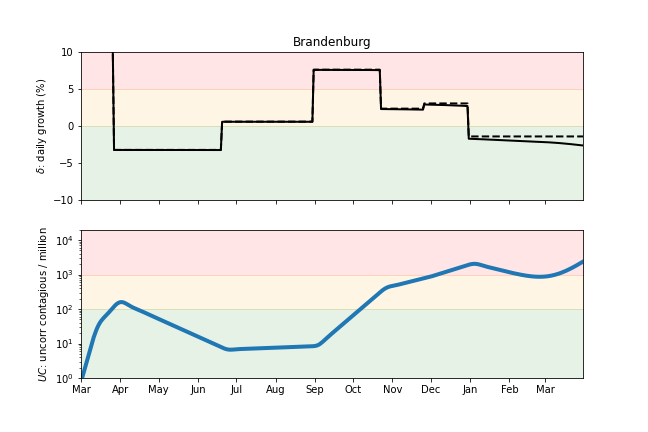 Brandenburg
δ: daily growth (%)
10
5
0
−5
−10
UC: uncorr contagious / million
10⁴
10³
10²
10¹
10⁰
Mar Apr May Jun Jul Aug Sep Oct Nov Dec Jan Feb Mar